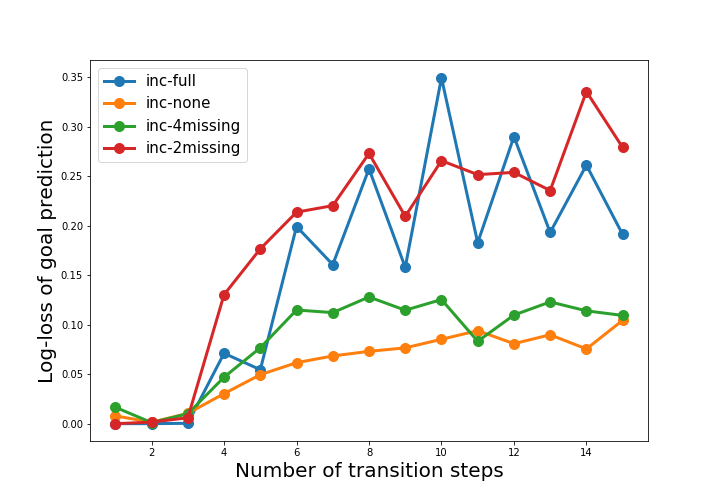 inc-full
inc-none
inc-4missing
inc-2missing
Log-loss of goal prediction
0.35
0.30
0.25
0.20
0.15
0.10
0.05
0.00
2 4 6 8 10 12 14
Number of transition steps